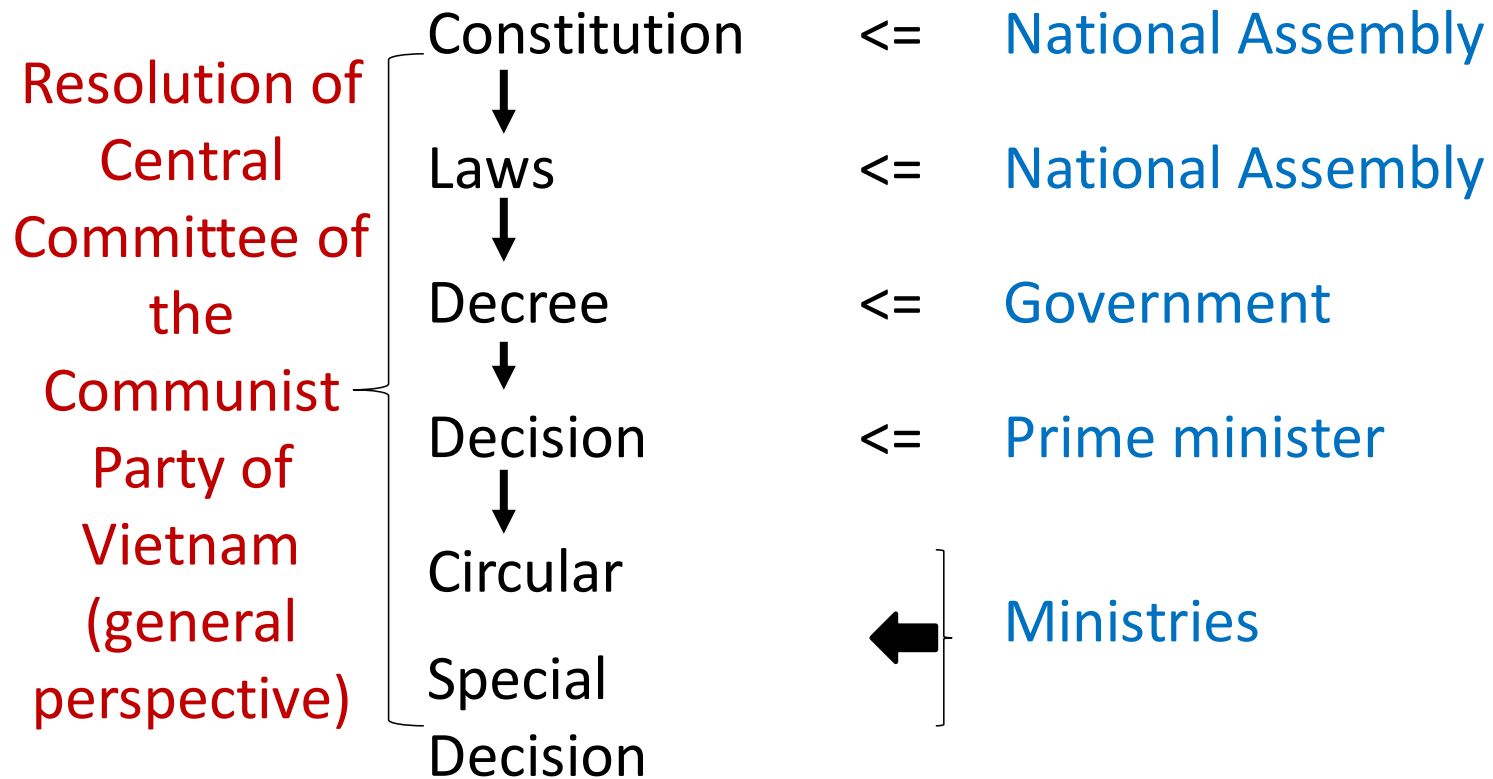 Resolution of
Central
Committee of
the
Communist
Party of
Vietnam
(general
perspective)
Constitution <= National Assembly
Laws <= National Assembly
Decree <= Government
Decision <= Prime minister
Circular
Special
Decision
Ministries